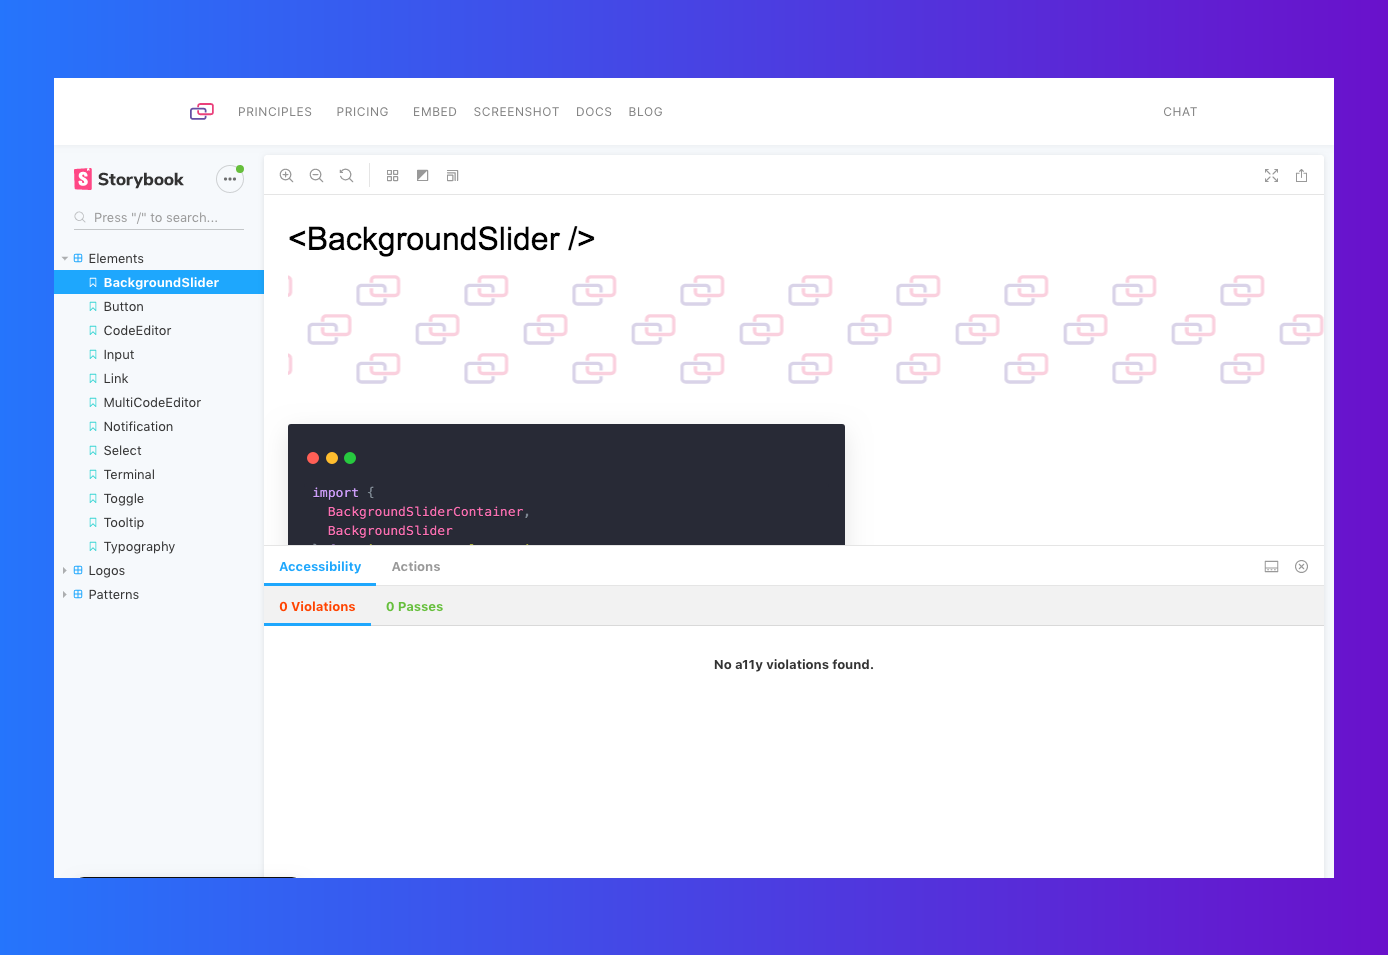 PRINCIPLES PRICING EMBED SCREENSHOT DOCS BLOG CHAT
Storybook
Press "/" to search...
Elements
BackgroundSlider
Button
CodeEditor
Input
Link
MultiCodeEditor
Notification
Select
Terminal
Toggle
Tooltip
Typography
Logos
Patterns
<BackgroundSlider />
import {
BackgroundSliderContainer,
BackgroundSlider
Accessibility Actions
0 Violations 0 Passes
No a11y violations found.